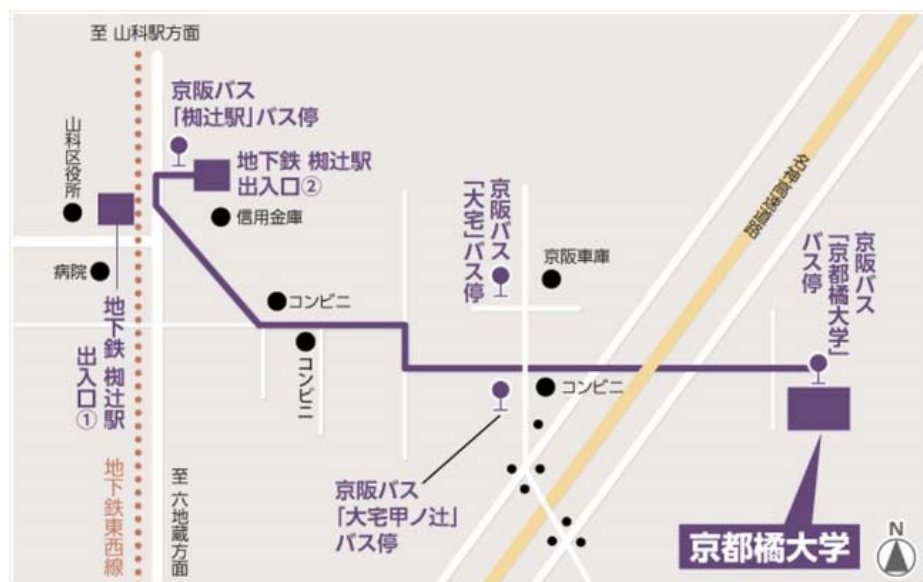 至 山科駅方面
京阪バス
「椥辻駅」バス停
山科区役所
地下鉄 椥辻駅
出入口②
信用金庫
病院
地下鉄 椥辻駅
出入口①
コンビニ
コンビニ
京阪バス
「大宅」バス停
京阪車庫
名神高速道路
京阪バス
「京都橘大学」
バス停
コンビニ
京阪バス
「大宅甲ノ辻」
バス停
地下鉄東西線
至 六地蔵方面
京都橘大学
N